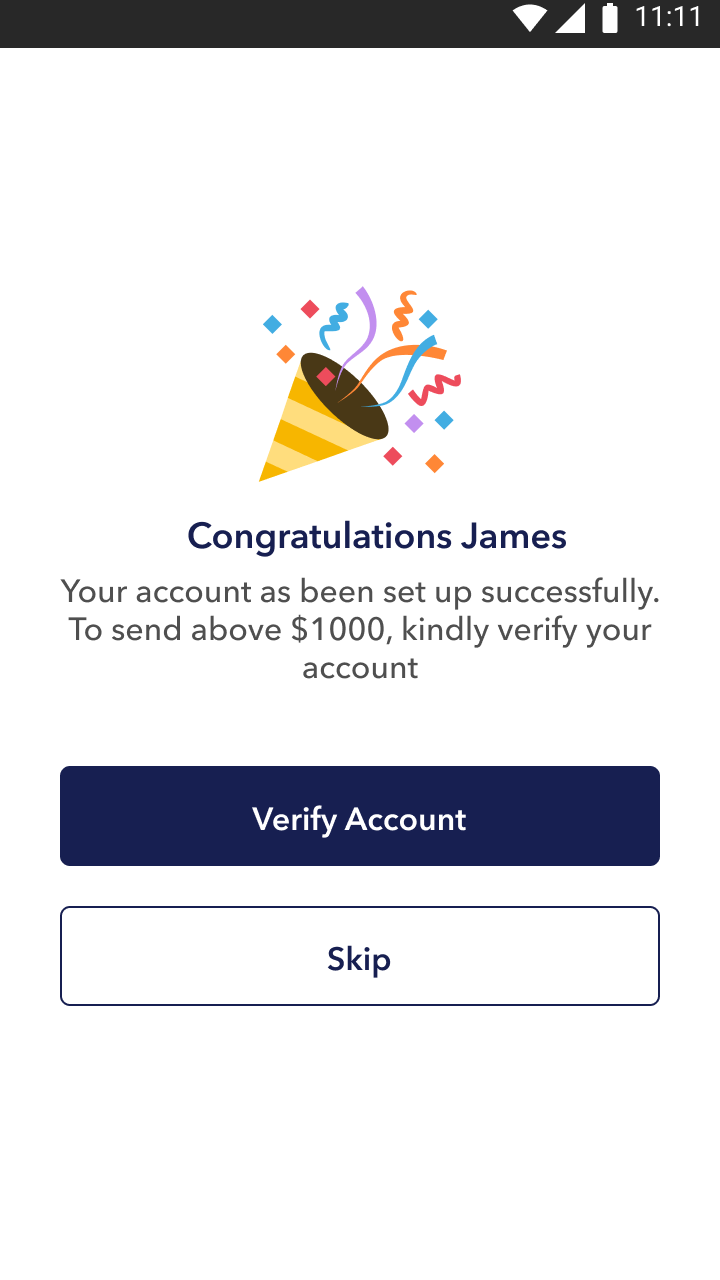 11:11
Congratulations James
Your account as been set up successfully.
To send above $1000, kindly verify your
account
Verify Account
Skip